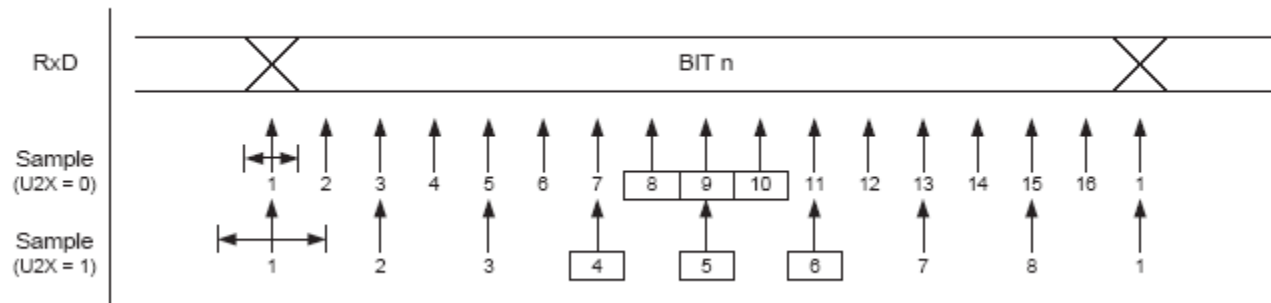 RxD
BIT n
Sample
(U2X = 0)
1 2 3 4 5 6 7 8 9 10 11 12 13 14 15 16 1
Sample
(U2X = 1)
1 2 3 4 5 6 7 8 1